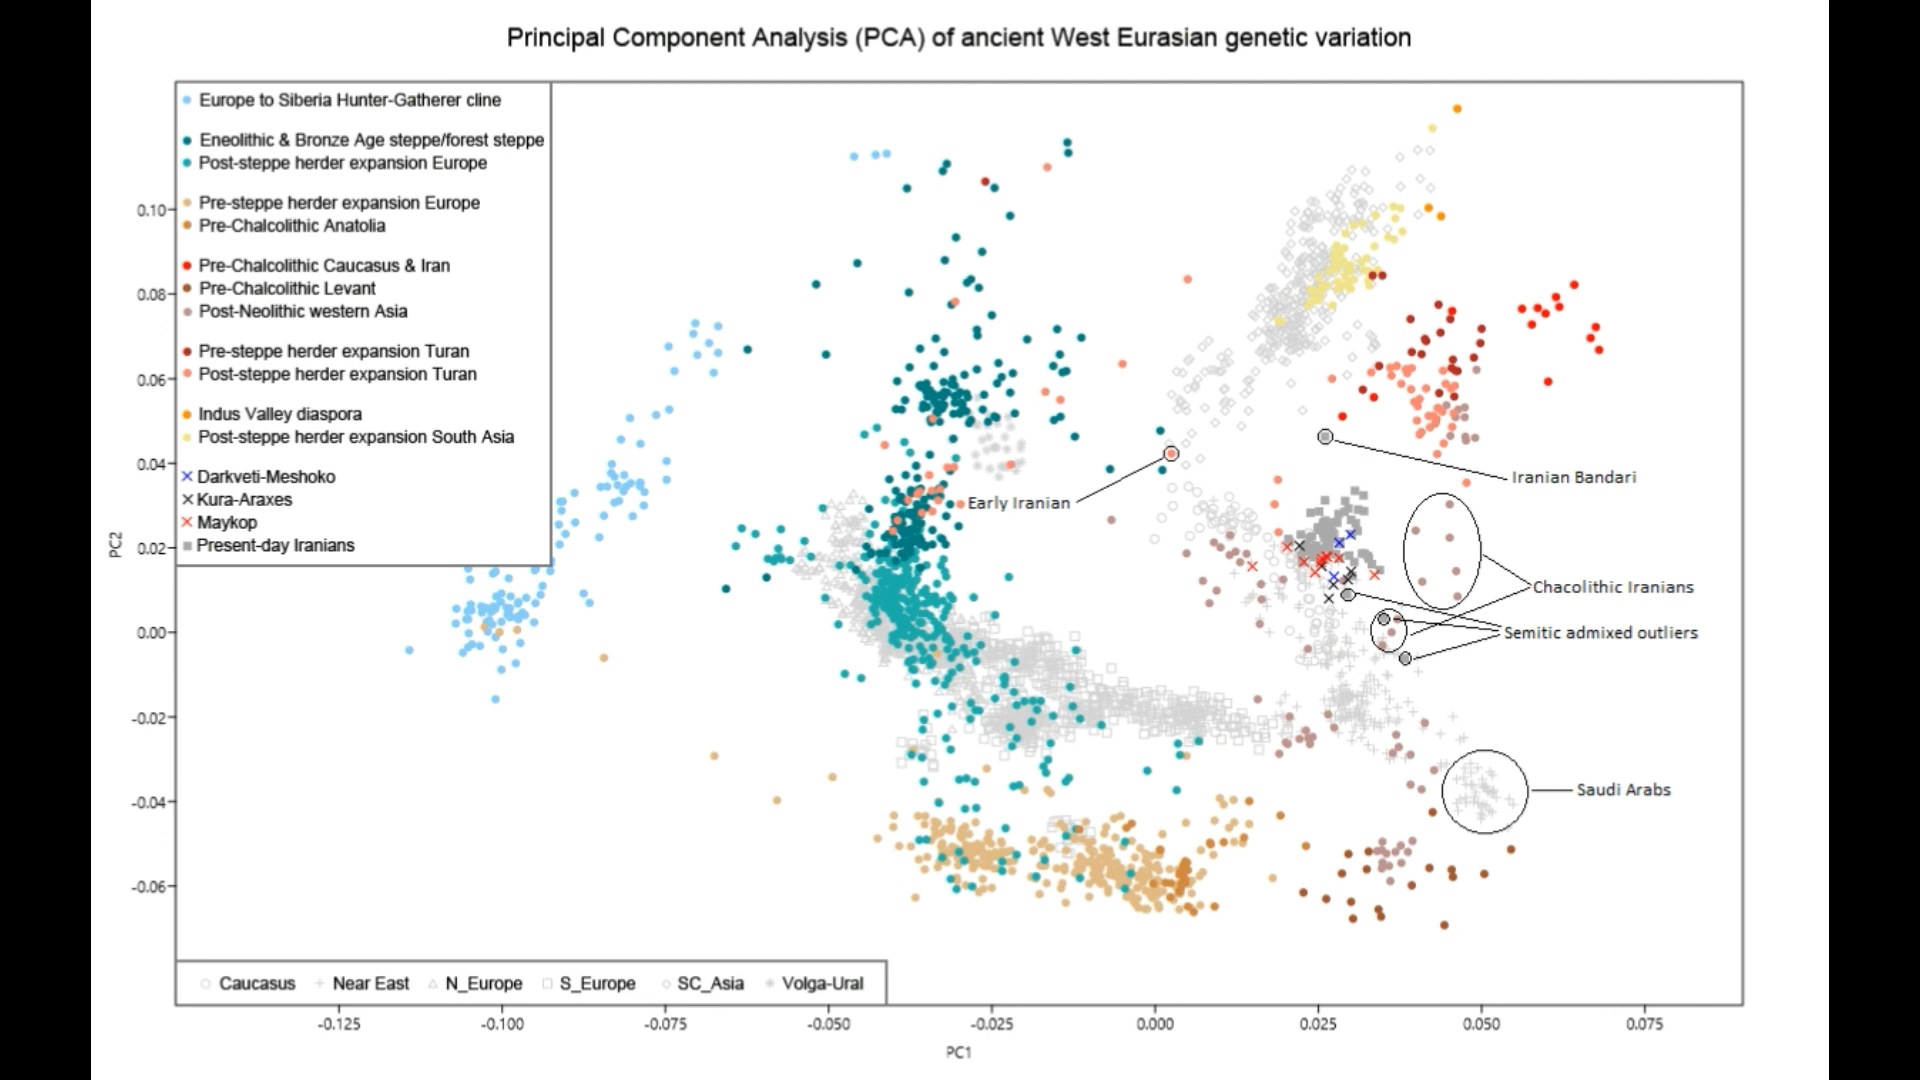 Principal Component Analysis (PCA) of ancient West Eurasian genetic variation
Europe to Siberia Hunter-Gatherer cline
Eneolithic & Bronze Age steppe/forest steppe
Post-steppe herder expansion Europe
Pre-steppe herder expansion Europe
Pre-Chalcolithic Anatolia
Pre-Chalcolithic Caucasus & Iran
Pre-Chalcolithic Levant
Post-Neolithic western Asia
Pre-steppe herder expansion Turan
Post-steppe herder expansion Turan
Indus Valley diaspora
Post-steppe herder expansion South Asia
Darkveti-Meshoko
Kura-Araxes
Maykop
Present-day Iranians
0.10
0.08
0.06
0.04
0.02
0.00
-0.02
-0.04
-0.06
PC2
Early Iranian
Iranian Bandari
Chacolithic Iranians
Semitic admixed outliers
Saudi Arabs
Caucasus Near East N_Europe S_Europe SC_Asia Volga-Ural
-0.125 -0.100 -0.075 -0.050 -0.025 0.000 0.025 0.050 0.075
PC1